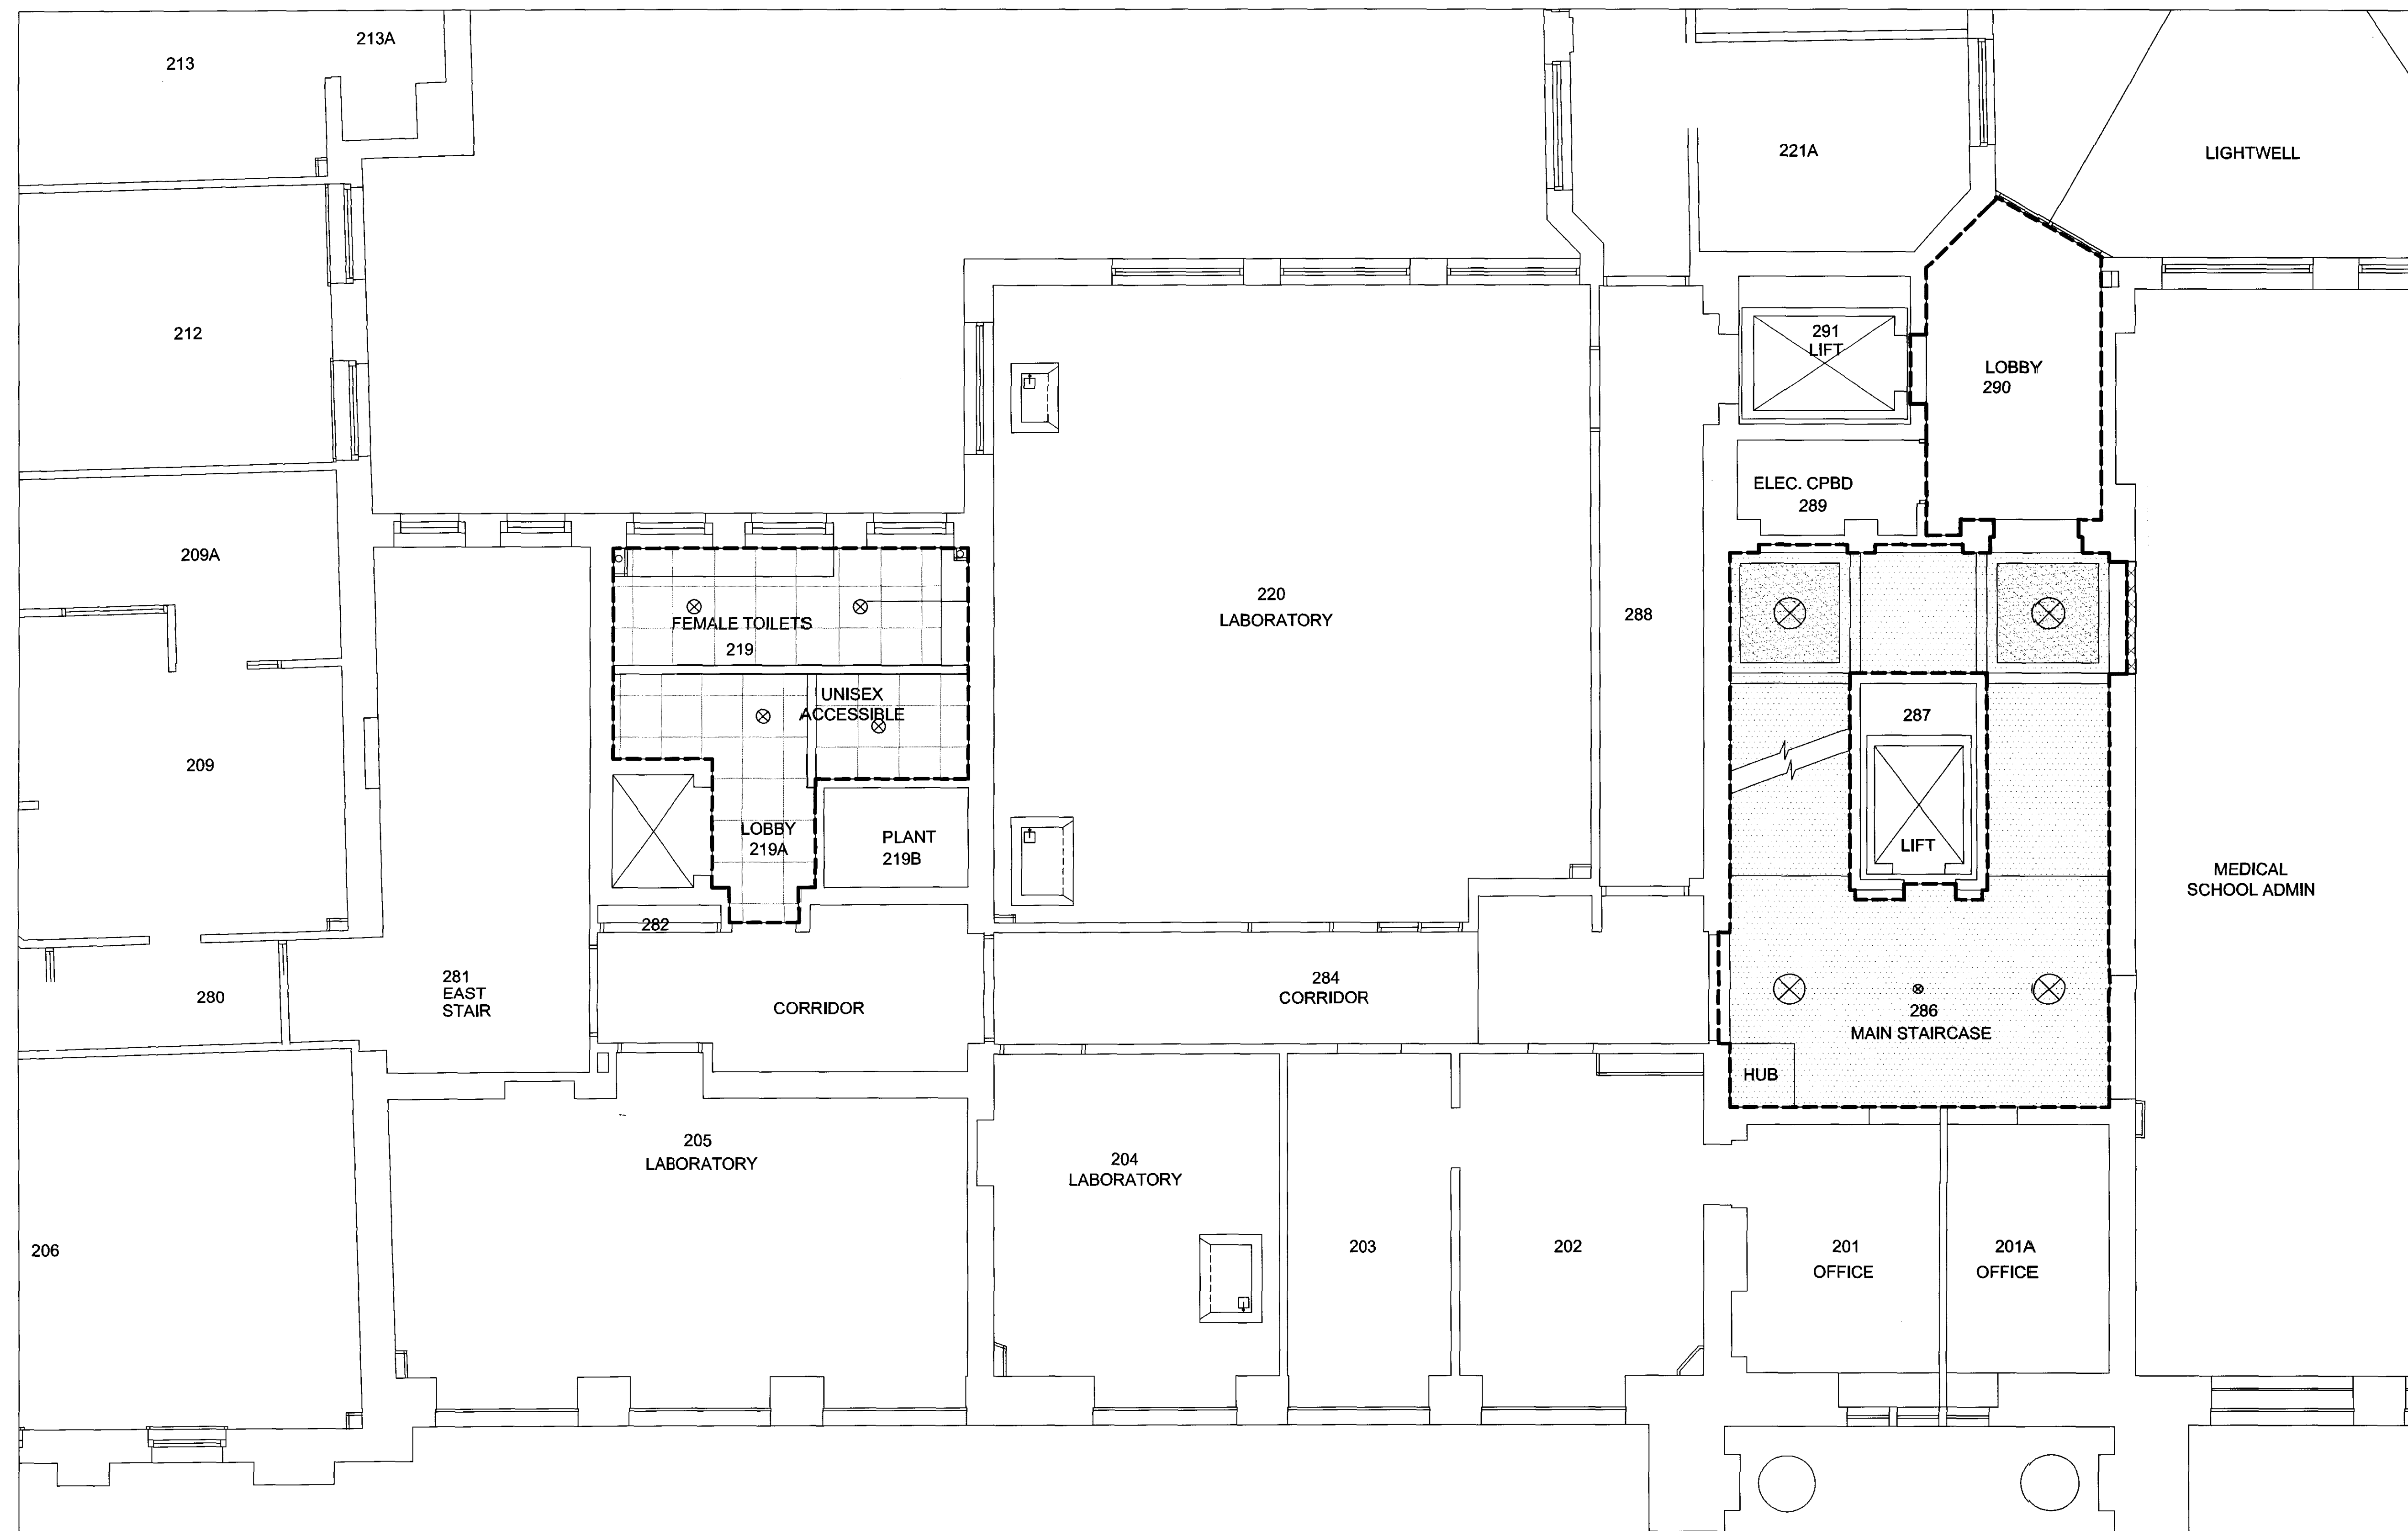 213A
213
221A
LIGHTWELL
212
291
LIFT
LOBBY
290
ELEC. CPBD
289
209A
220
LABORATORY
288
FEMALE TOILETS
219
UNISEX
ACCESSIBLE
287
LIFT
209
LOBBY
219A
PLANT
219B
MEDICAL
SCHOOL ADMIN
282
281
EAST
STAIR
280
CORRIDOR
284
CORRIDOR
286
MAIN STAIRCASE
HUB
205
LABORATORY
204
LABORATORY
206
203
202
201
OFFICE
201A
OFFICE